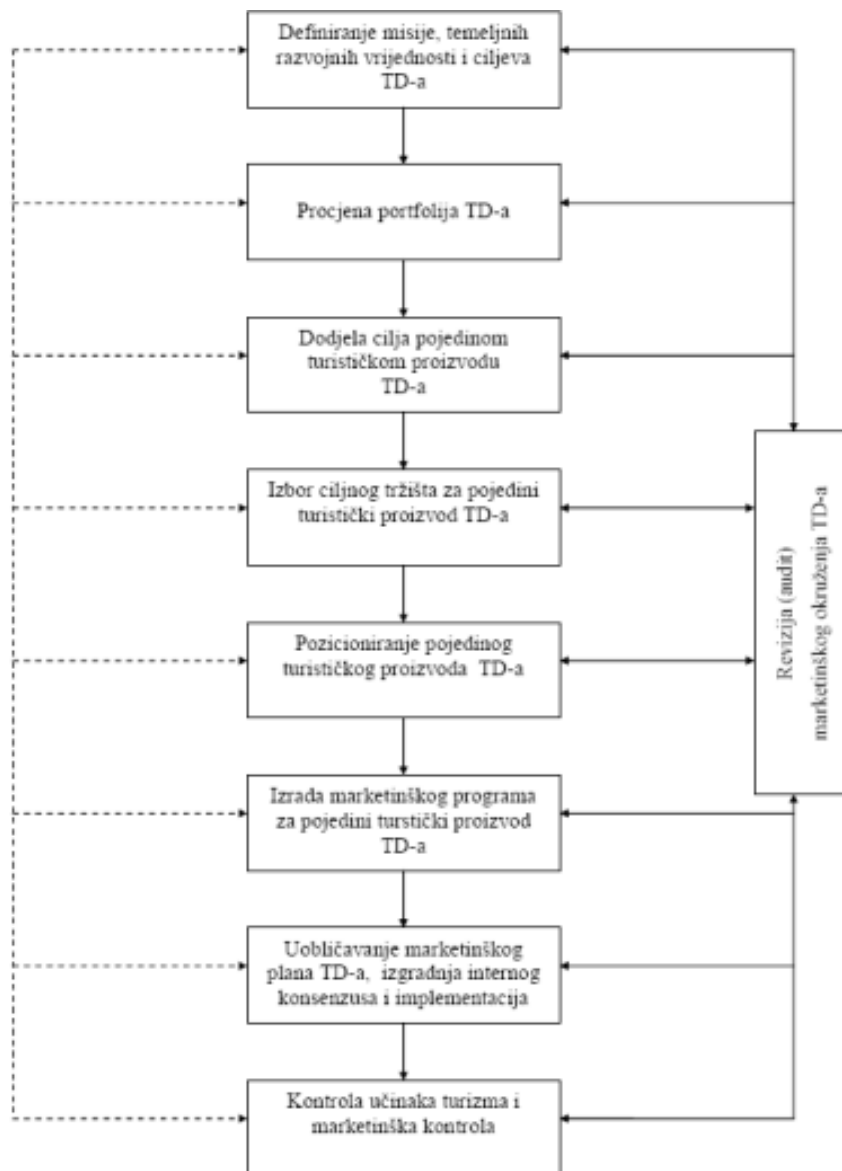 Definiranje misije, temeljnih
razvojnih vrijednosti i ciljeva
TD-a
Procjena portfolija TD-a
Dodjela cilja pojedinom
turističkom proizvodu
TD-a
Izbor ciljnog tržišta za pojedini
turistički proizvod TD-a
Pozicioniranje pojedinog
turističkog proizvoda TD-a
Izrada marketinškog programa
za pojedini turstički proizvod
TD-a
Uobličavanje marketinškog
plana TD-a, izgradnja internog
konsenzusa i implementacija
Kontrola učinaka turizma i
marketinška kontrola
Revizija (audit)
marketinškog okruženja TD-a